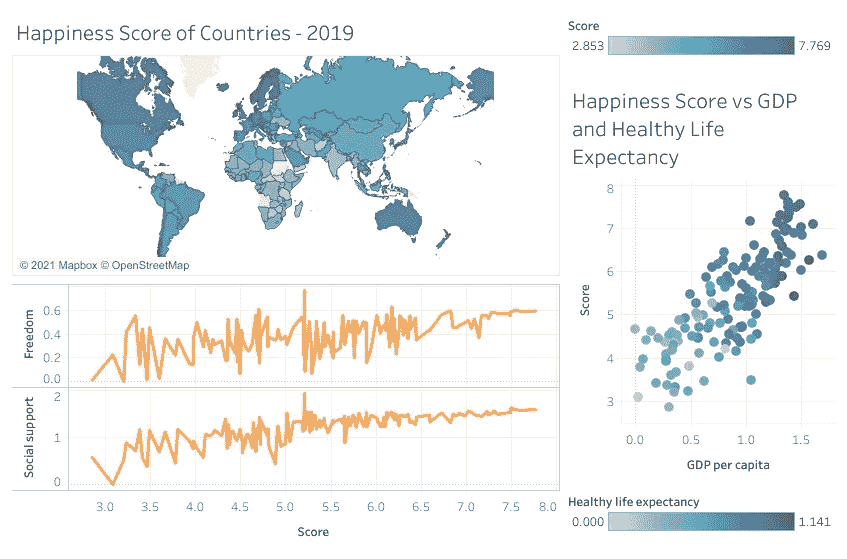 Happiness Score of Countries - 2019
© 2021 Mapbox © OpenStreetMap
Freedom
0.6
0.4
0.2
0.0
Social support
2
1
0
3.0 3.5 4.0 4.5 5.0 5.5 6.0 6.5 7.0 7.5 8.0
Score
Score
2.853 7.769
Happiness Score vs GDP
and Healthy Life
Expectancy
8
7
6
5
4
3
Score
0.0 0.5 1.0 1.5
GDP per capita
Healthy life expectancy
0.000 1.141